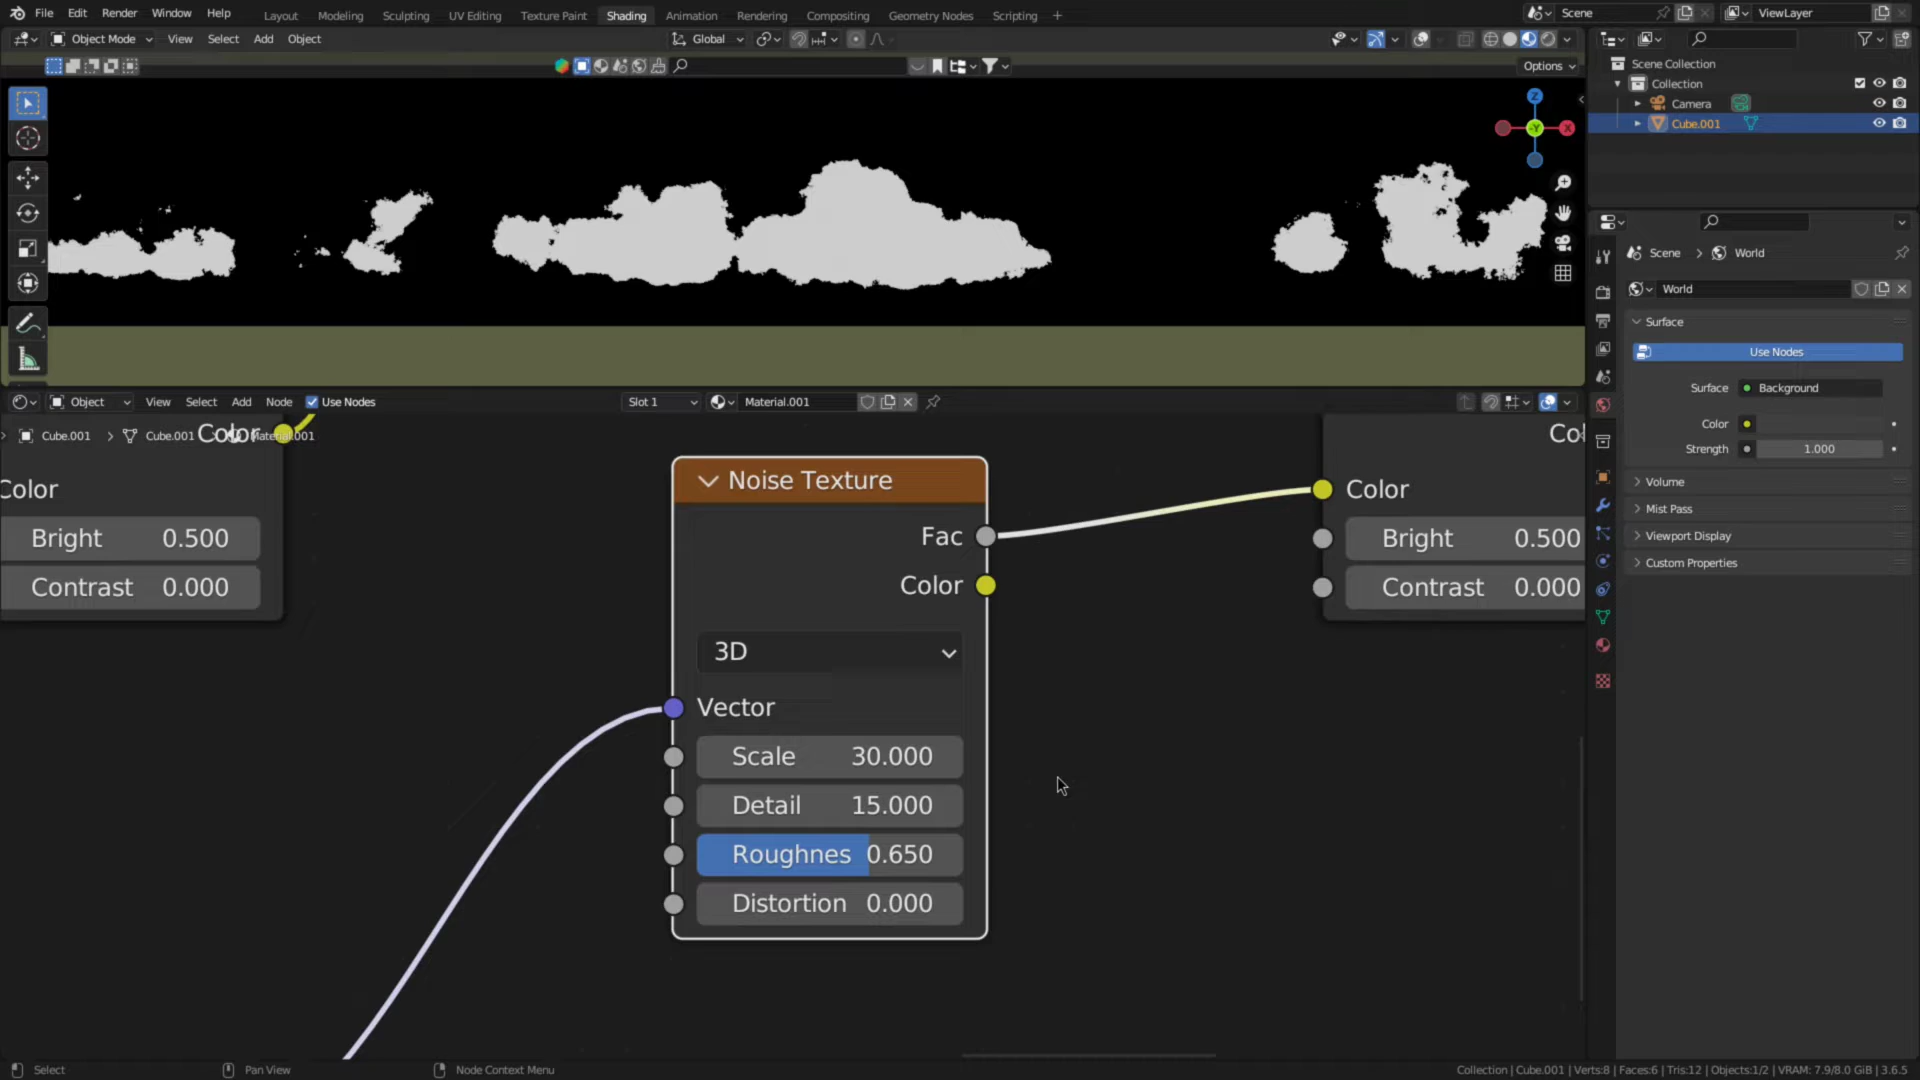 File Edit Render Window Help Layout Modeling Sculpting UV Editing Texture Paint Shading Animation Rendering Compositing Geometry Nodes Scripting + Scene ViewLayer
Object Mode View Select Add Object Global
Options
Z
-Y X
Scene Collection
Collection
Camera
Cube.001
Scene > World
World
Surface
Use Nodes
Surface Background
Color
Strength 1.000
Volume
Mist Pass
Viewport Display
Custom Properties
Object View Select Add Node Use Nodes Slot 1 Material.001
Cube.001 > Cube.001 Material.001
Color
Color
Bright 0.500
Contrast 0.000
Noise Texture
Fac
Color
3D
Vector
Scale 30.000
Detail 15.000
Roughnes 0.650
Distortion 0.000
Col
Color
Bright 0.500
Contrast 0.000
Select Pan View Node Context Menu Collection | Cube.001 | Verts:8 | Faces:6 | Tris:12 | Objects:1/2 | VRAM: 7.9/8.0 GiB | 3.6.5